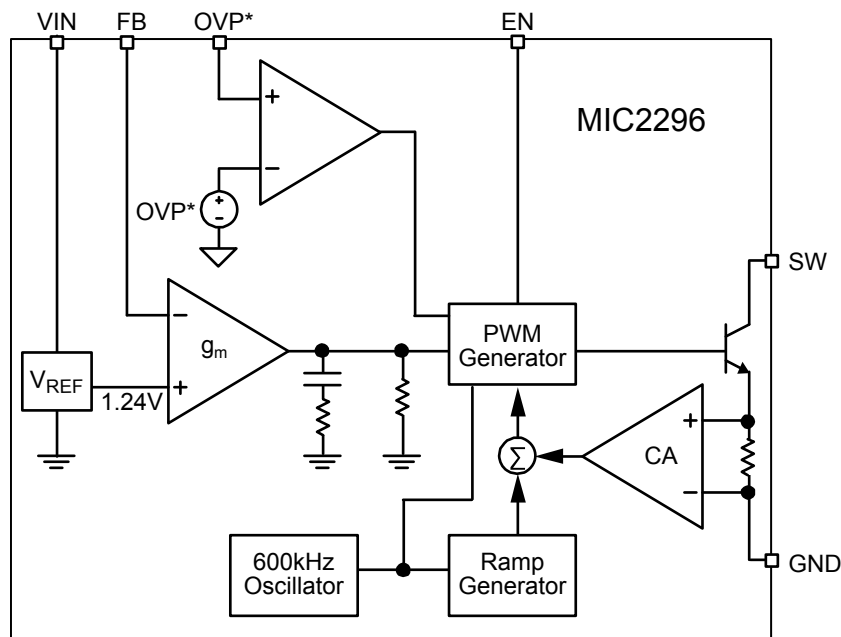 VIN FB OVP* EN
MIC2296
+
−
+
−
OVP*
SW
−
gm
+
VREF
1.24V
PWM
Generator
+
CA
−
Σ
600kHz
Oscillator
Ramp
Generator
GND